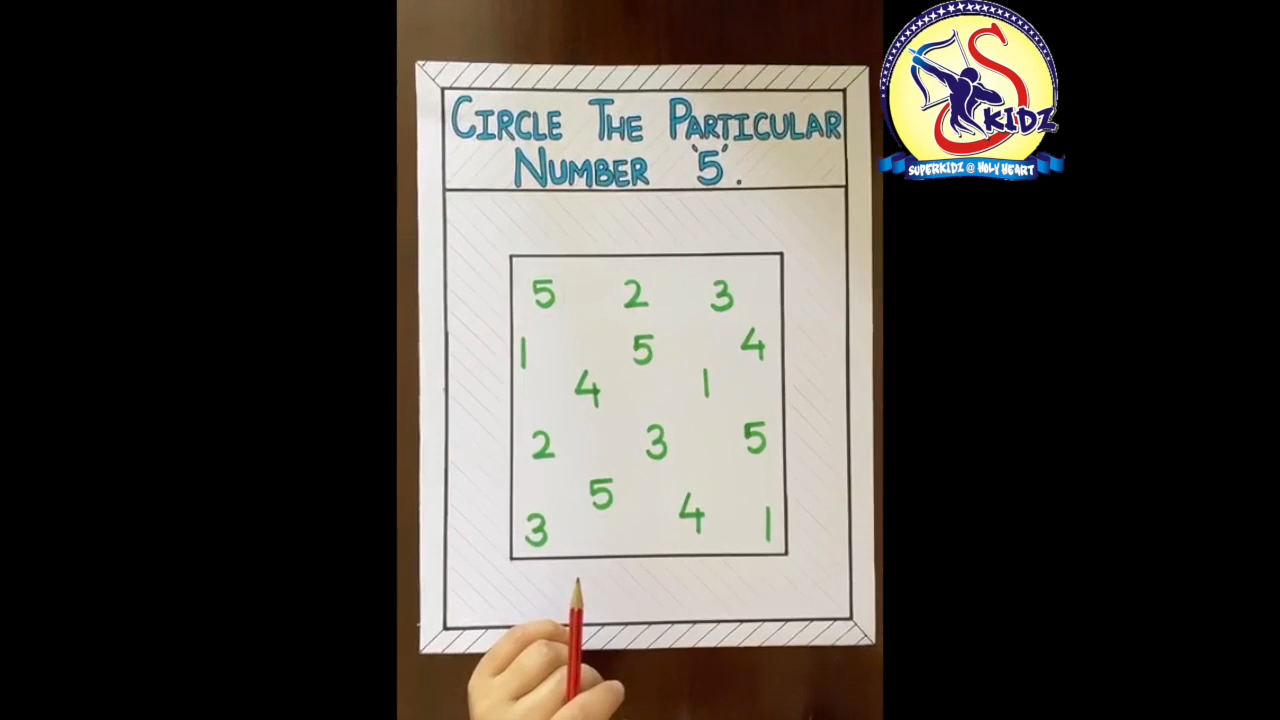 CIRCLE THE PARTICULAR
NUMBER '5'.
5 2 3
1 5 4
4 1
2 3 5
5 4
3 1
S KIDZ
SUPERKIDZ @ HOLY HEART